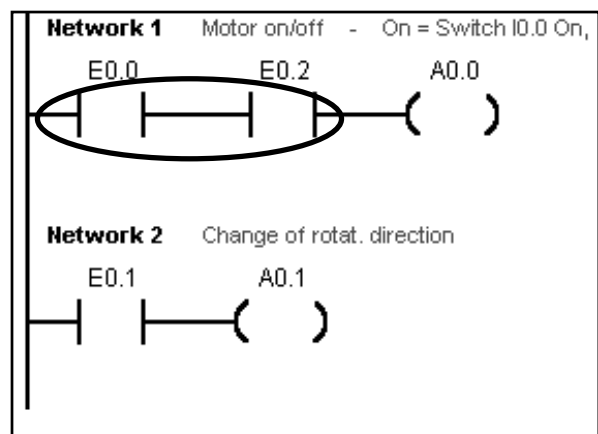 Network 1 Motor on/off - On = Switch I0.0 On,
E0.0 E0.2 A0.0
Network 2 Change of rotat. direction
E0.1 A0.1